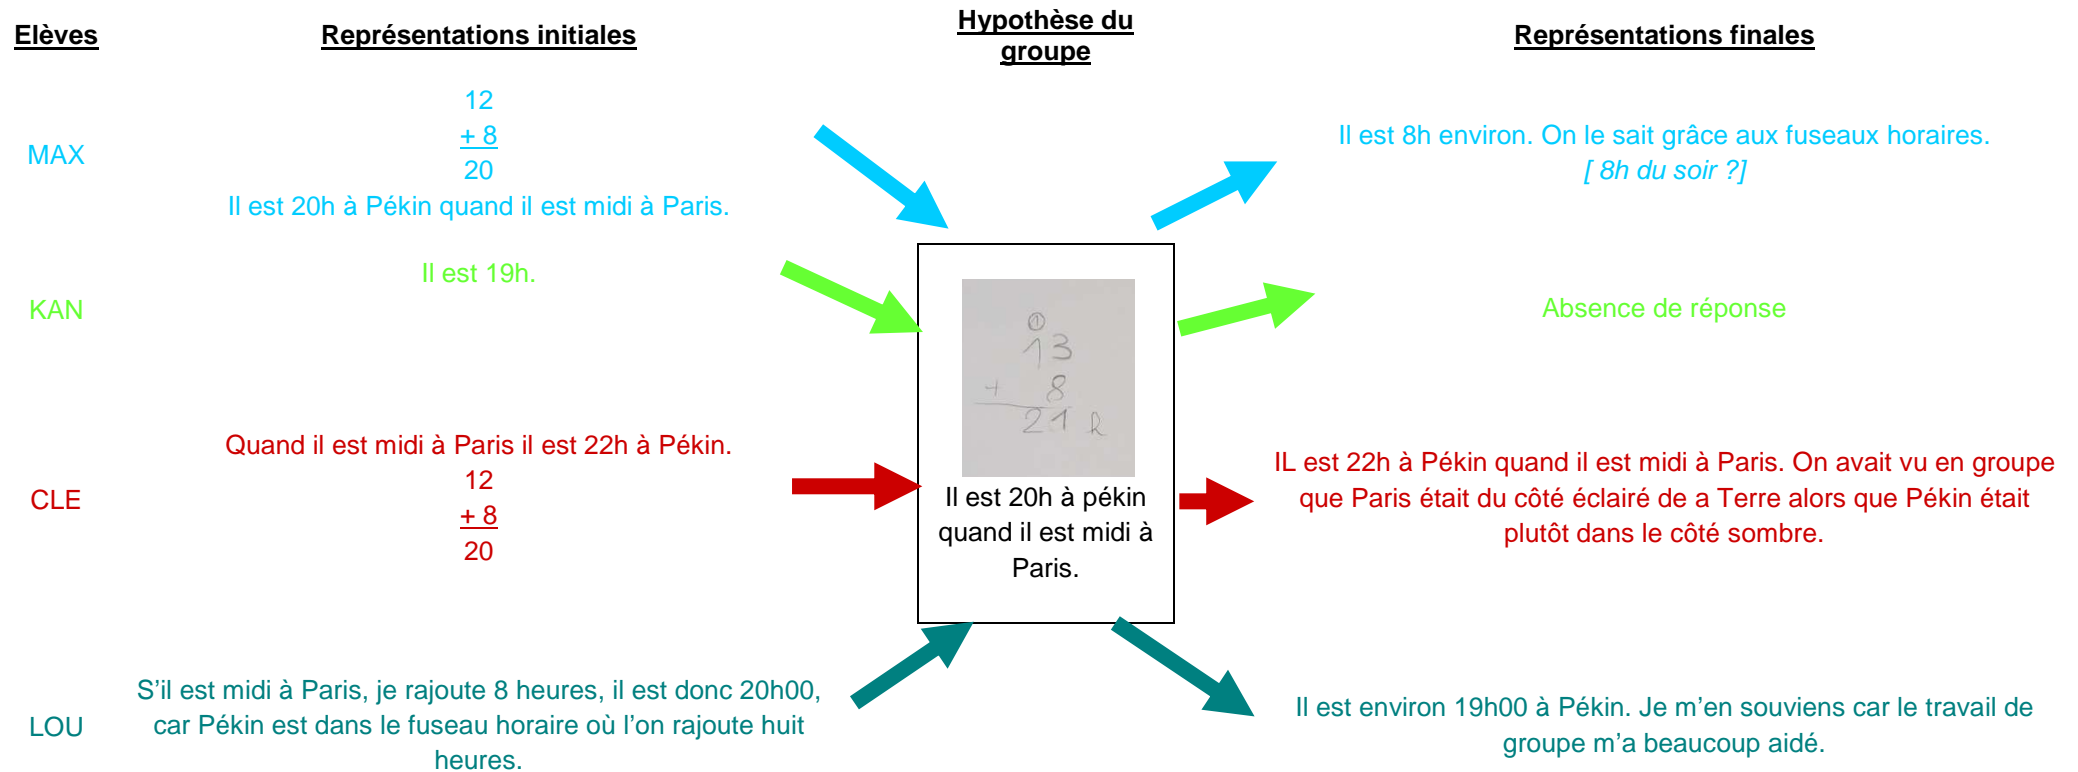 Elèves
Représentations initiales
Hypothèse du
groupe
Représentations finales
MAX
12
+ 8
20
Il est 20h à Pékin quand il est midi à Paris.
Il est 8h environ. On le sait grâce aux fuseaux horaires.
[ 8h du soir ?]
KAN
Il est 19h.
Absence de réponse
CLE
Quand il est midi à Paris il est 22h à Pékin.
12
+ 8
20
1
13
+ 8
21 h
Il est 20h à pékin
quand il est midi à
Paris.
IL est 22h à Pékin quand il est midi à Paris. On avait vu en groupe
que Paris était du côté éclairé de a Terre alors que Pékin était
plutôt dans le côté sombre.
LOU
S’il est midi à Paris, je rajoute 8 heures, il est donc 20h00,
car Pékin est dans le fuseau horaire où l’on rajoute huit
heures.
Il est environ 19h00 à Pékin. Je m’en souviens car le travail de
groupe m’a beaucoup aidé.